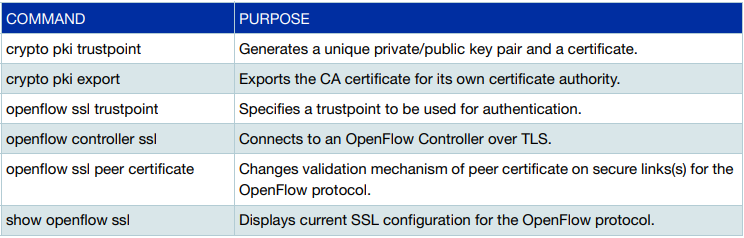 COMMAND PURPOSE
crypto pki trustpoint Generates a unique private/public key pair and a certificate.
crypto pki export Exports the CA certificate for its own certificate authority.
openflow ssl trustpoint Specifies a trustpoint to be used for authentication.
openflow controller ssl Connects to an OpenFlow Controller over TLS.
openflow ssl peer certificate Changes validation mechanism of peer certificate on secure links(s) for the
OpenFlow protocol.
show openflow ssl Displays current SSL configuration for the OpenFlow protocol.